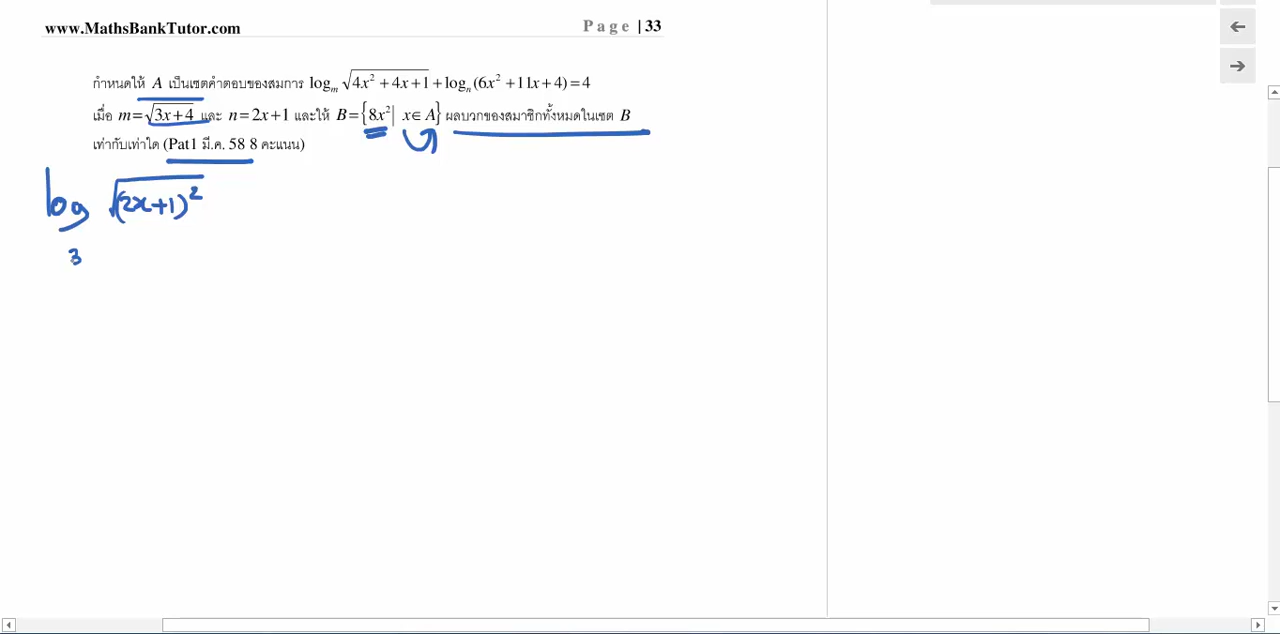 www.MathsBankTutor.com
Page | 33
กำหนดให้ A เป็นเซตคำตอบของสมการ logₘ √(4x² + 4x + 1) + logₙ (6x² + 11x + 4) = 4
เมื่อ m = √(3x + 4) และ n = 2x + 1 และให้ B = {8x² | x ∈ A} ผลบวกของสมาชิกทั้งหมดในเซต B
เท่ากับเท่าใด (Pat1 มี.ค. 58 8 คะแนน)
log √(2x+1)²
3